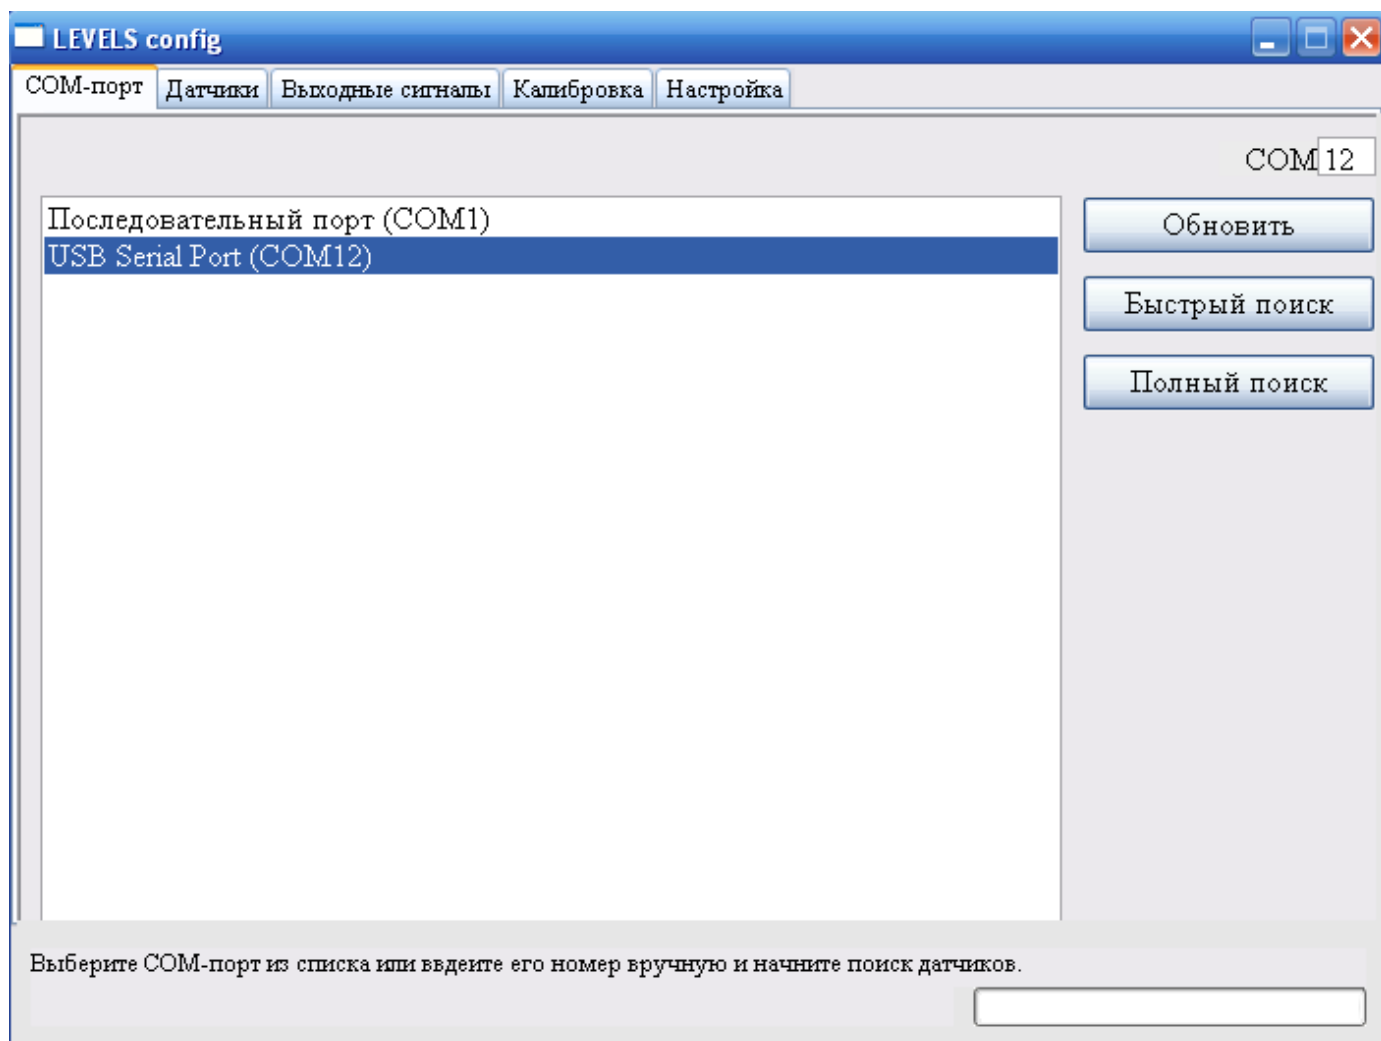 LEVELS config
COM-порт Датчики Выходные сигналы Калибровка Настройка
COM 12
Последовательный порт (COM1)
USB Serial Port (COM12)
Обновить
Быстрый поиск
Полный поиск
Выберите COM-порт из списка или ввдеите его номер вручную и начните поиск датчиков.